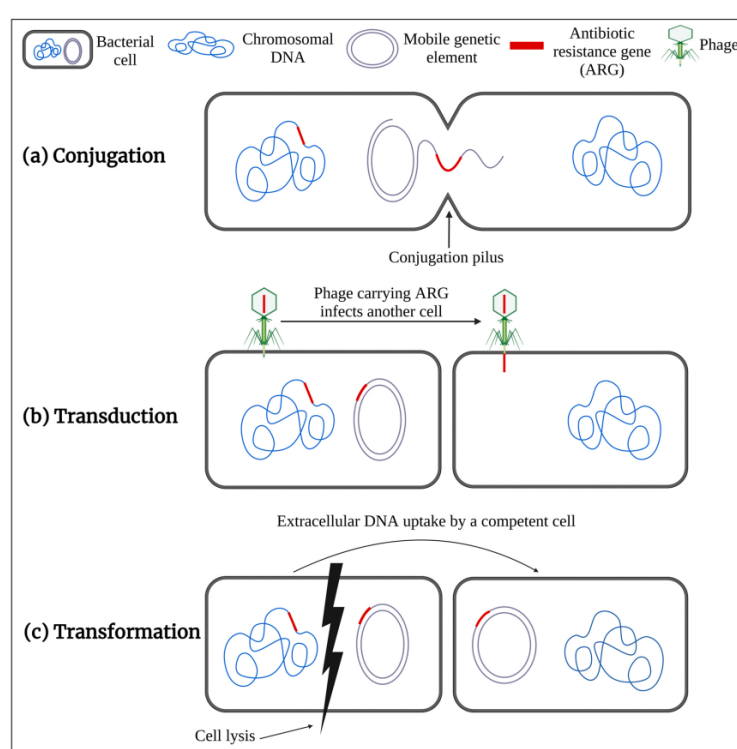 Bacterial
cell
Chromosomal
DNA
Mobile genetic
element
Antibiotic
resistance gene
(ARG)
Phage
(a) Conjugation
Conjugation pilus
Phage carrying ARG
infects another cell
(b) Transduction
Extracellular DNA uptake by a competent cell
(c) Transformation
Cell lysis